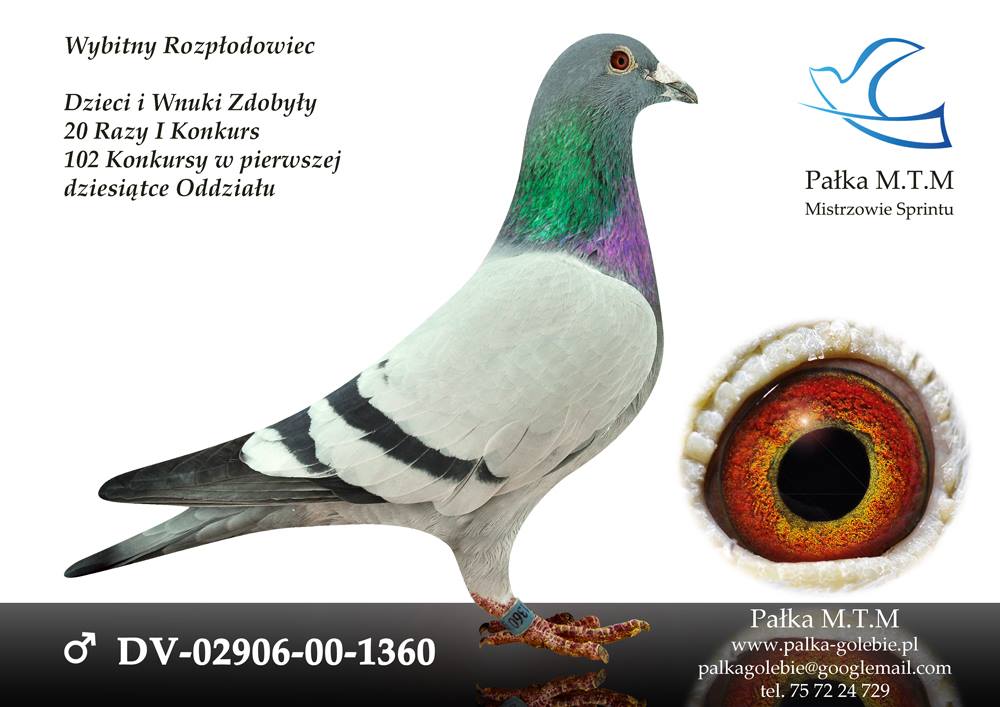 Wybitny Rozpłodowiec
Dzieci i Wnuki Zdobyły
20 Razy I Konkurs
102 Konkursy w pierwszej
dziesiątce Oddziału
Pałka M.T.M
Mistrzowie Sprintu
360
♂ DV-02906-00-1360
Pałka M.T.M
www.palka-golebie.pl
palkagolebie@googlemail.com
tel. 75 72 24 729